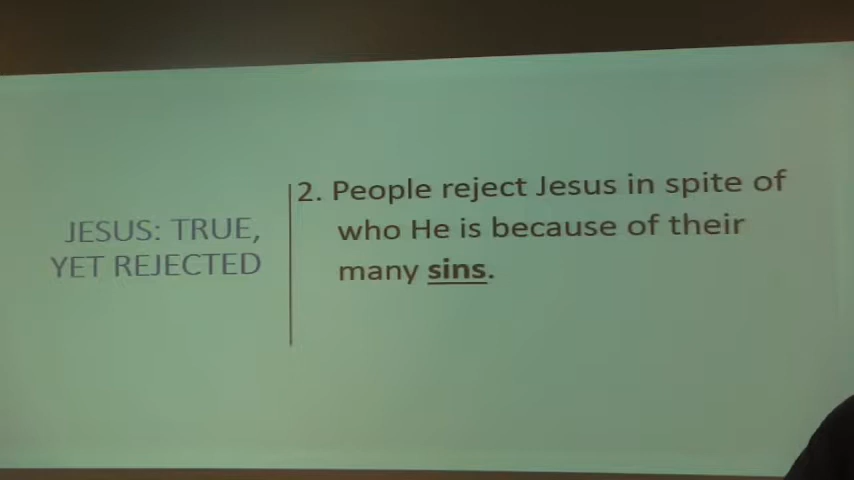 JESUS: TRUE,
YET REJECTED
2. People reject Jesus in spite of
who He is because of their
many sins.